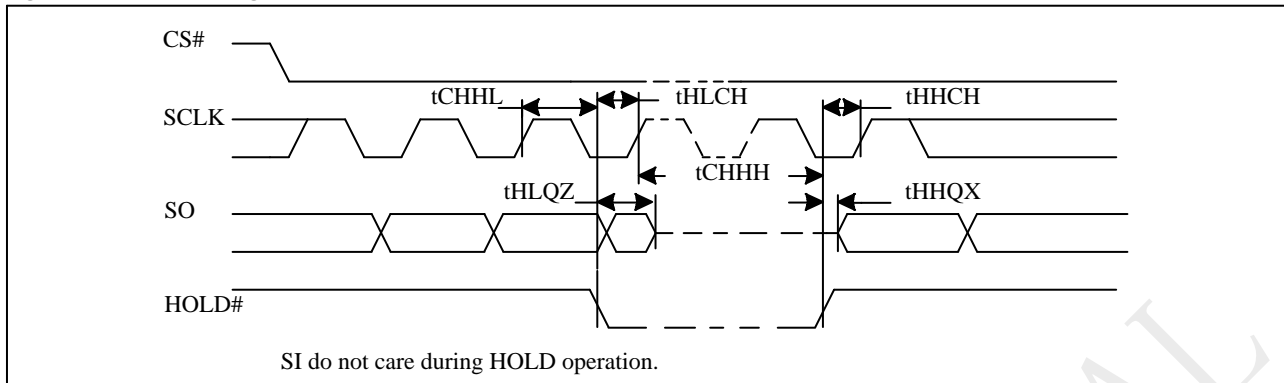 CS#
tCHHL
tHLCH
tHHCH
SCLK
tCHHH
tHLQZ
tHHQX
SO
HOLD#
SI do not care during HOLD operation.